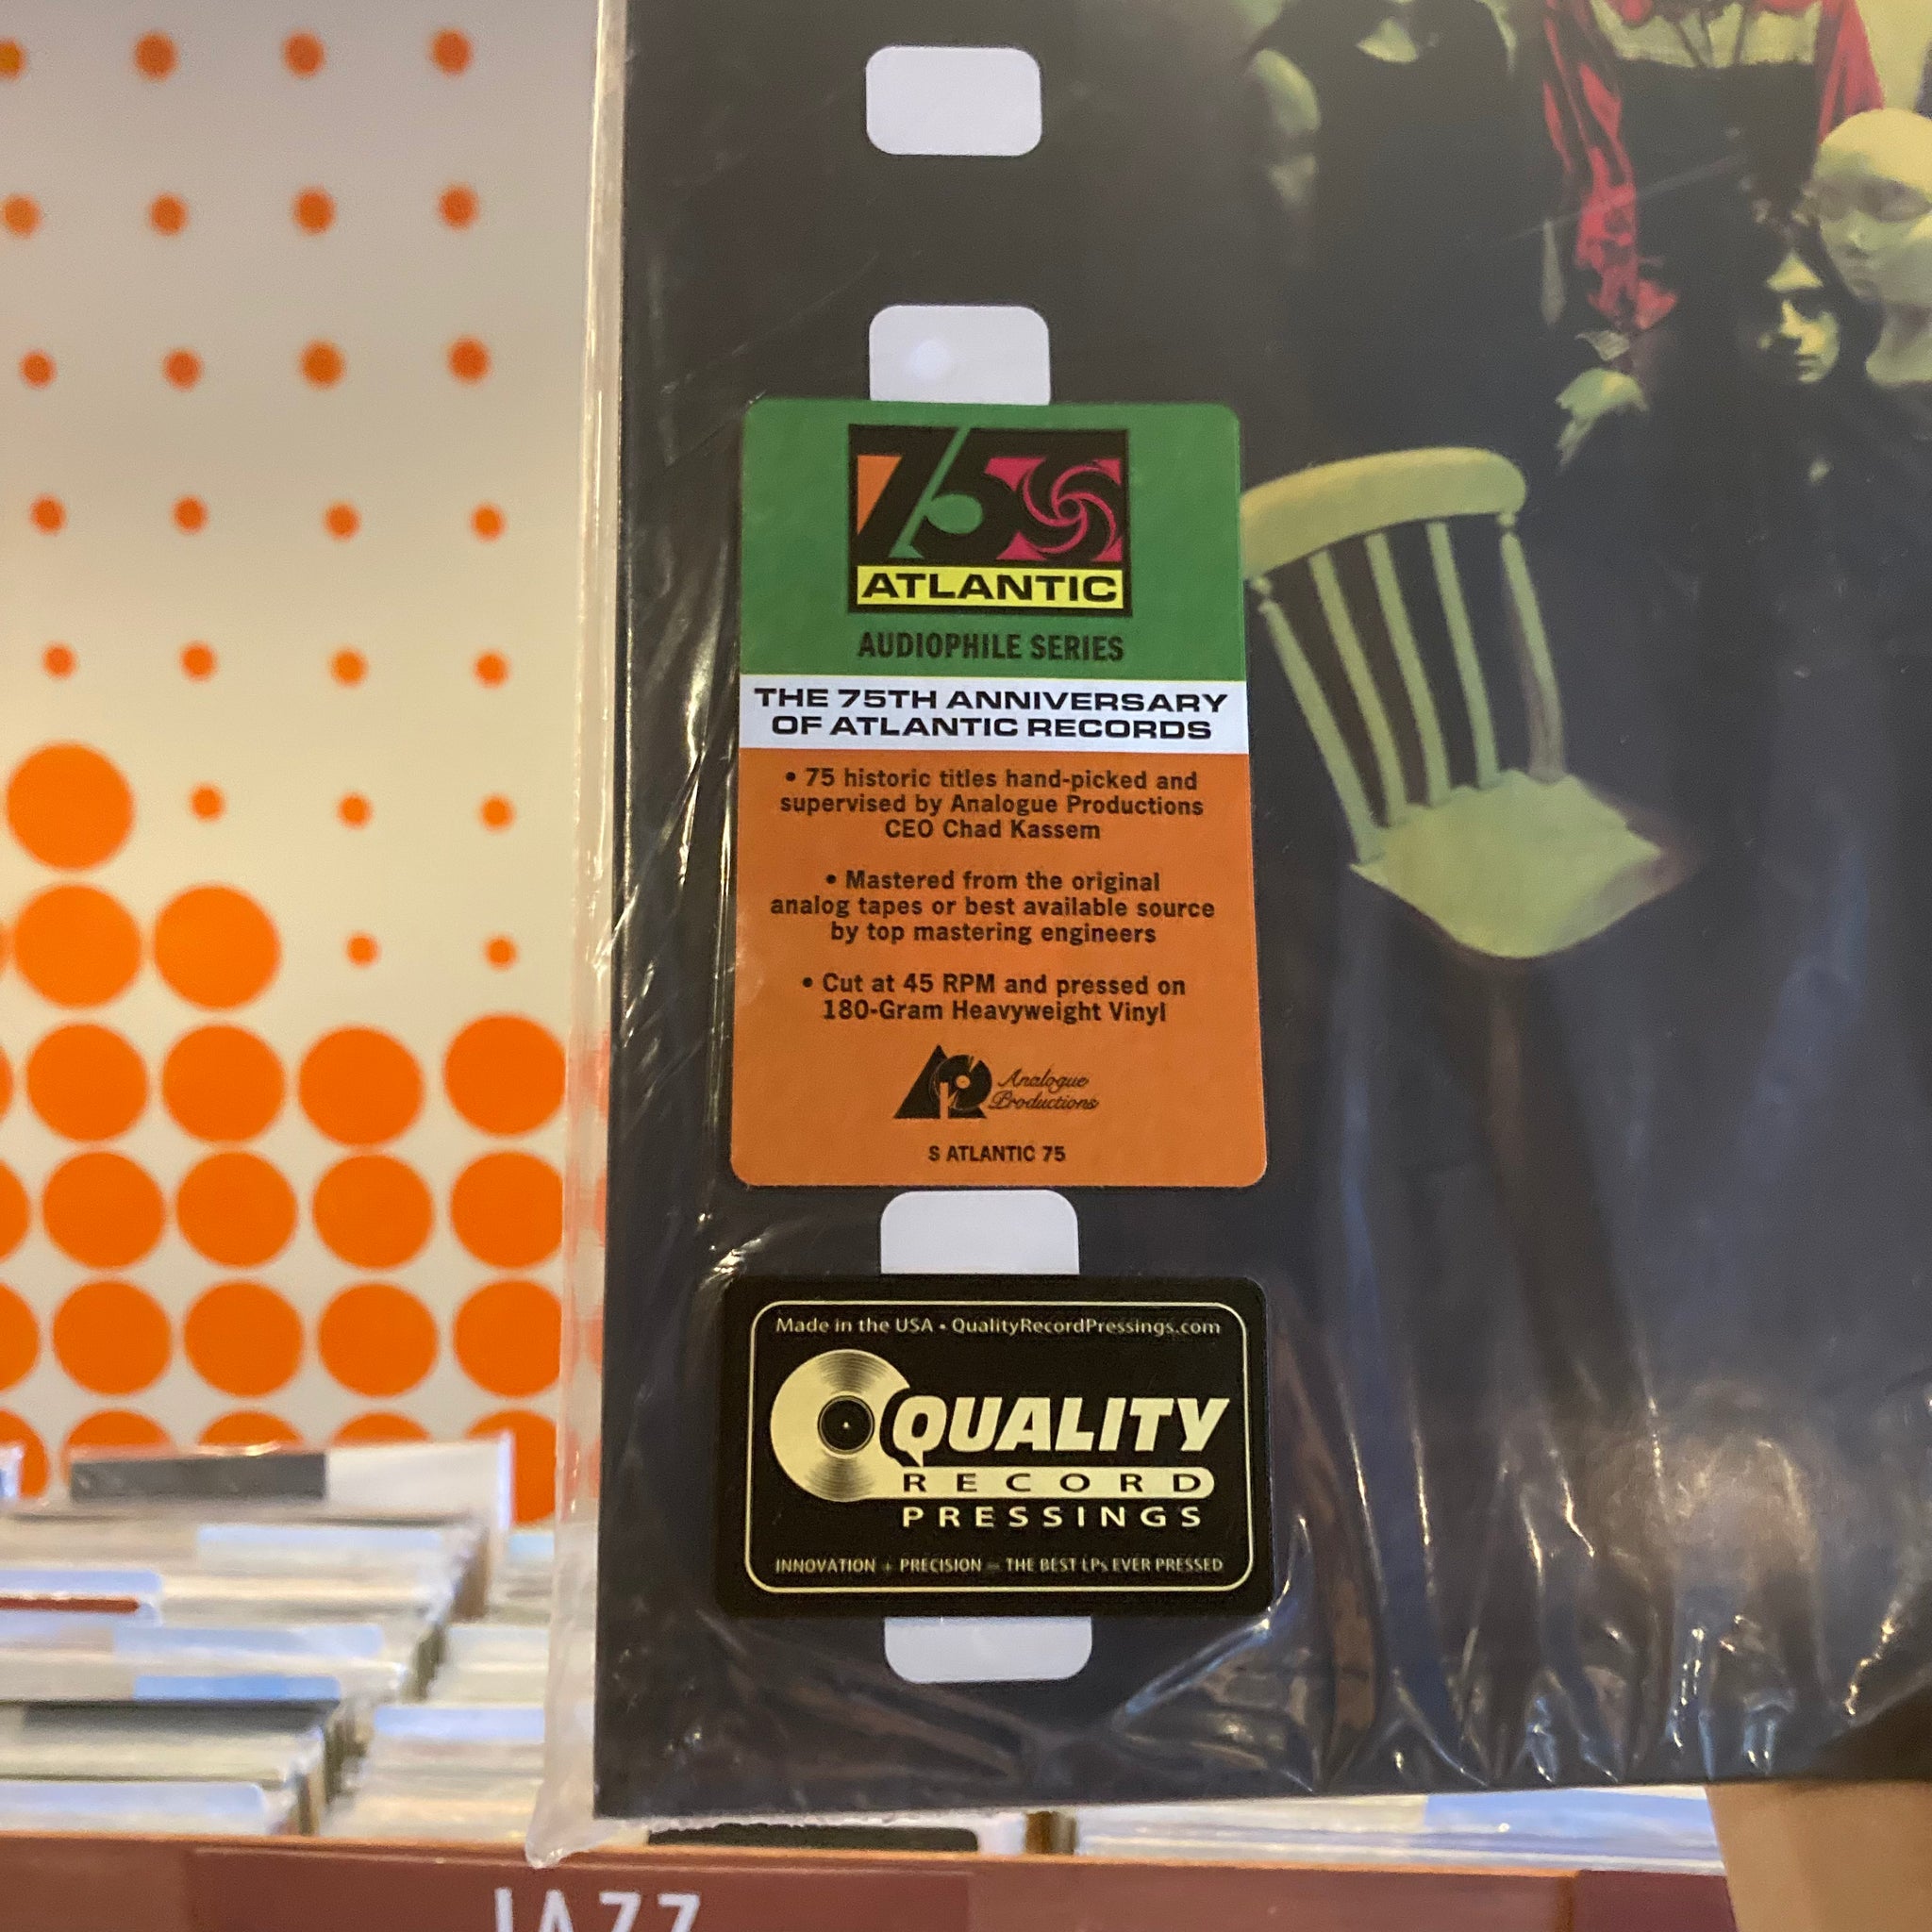 75
ATLANTIC
AUDIOPHILE SERIES
THE 75TH ANNIVERSARY
OF ATLANTIC RECORDS
• 75 historic titles hand-picked and
supervised by Analogue Productions
CEO Chad Kassem
• Mastered from the original
analog tapes or best available source
by top mastering engineers
• Cut at 45 RPM and pressed on
180-Gram Heavyweight Vinyl
Analogue
Productions
S ATLANTIC 75
Made in the USA • QualityRecordPressings.com
QUALITY
RECORD
PRESSINGS
INNOVATION + PRECISION = THE BEST LPs EVER PRESSED
JAZZ